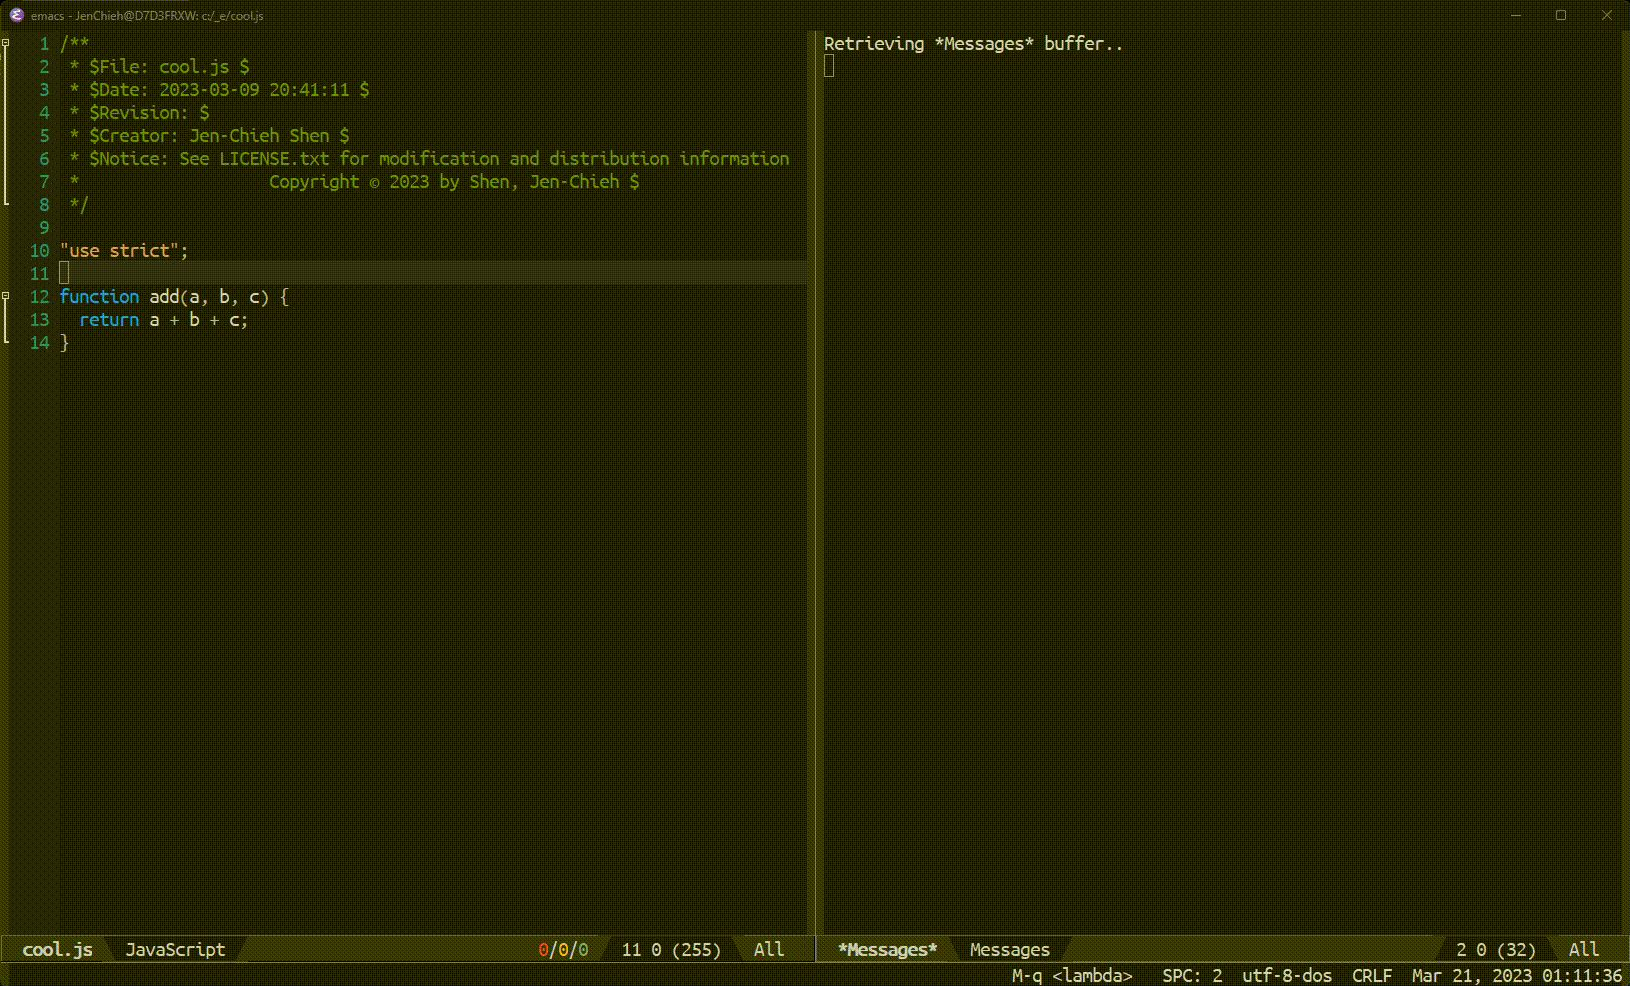 emacs - JenChieh@D7D3FRXW: c:/_e/cool.js
1 /**
2 * $File: cool.js $
3 * $Date: 2023-03-09 20:41:11 $
4 * $Revision: $
5 * $Creator: Jen-Chieh Shen $
6 * $Notice: See LICENSE.txt for modification and distribution information
7 * Copyright © 2023 by Shen, Jen-Chieh $
8 */
9
10 "use strict";
11
12 function add(a, b, c) {
13 return a + b + c;
14 }
Retrieving *Messages* buffer..
cool.js JavaScript 0/0/0 11 0 (255) All
*Messages* Messages 2 0 (32) All
M-q <lambda> SPC: 2 utf-8-dos CRLF Mar 21, 2023 01:11:36